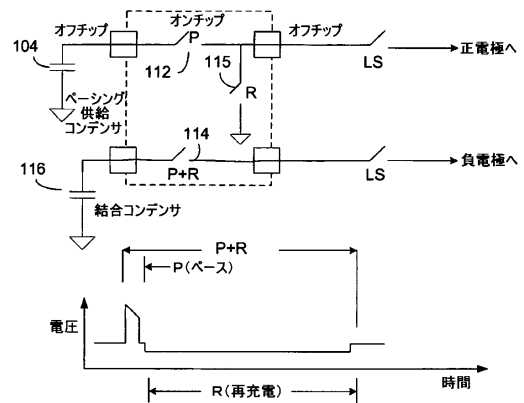 オフチップ
オンチップ
オフチップ
104
P
112
115
R
LS
正電極へ
ペーシング
供給
コンデンサ
116
114
P+R
LS
負電極へ
結合コンデンサ
P+R
P(ペース)
電圧
時間
R(再充電)